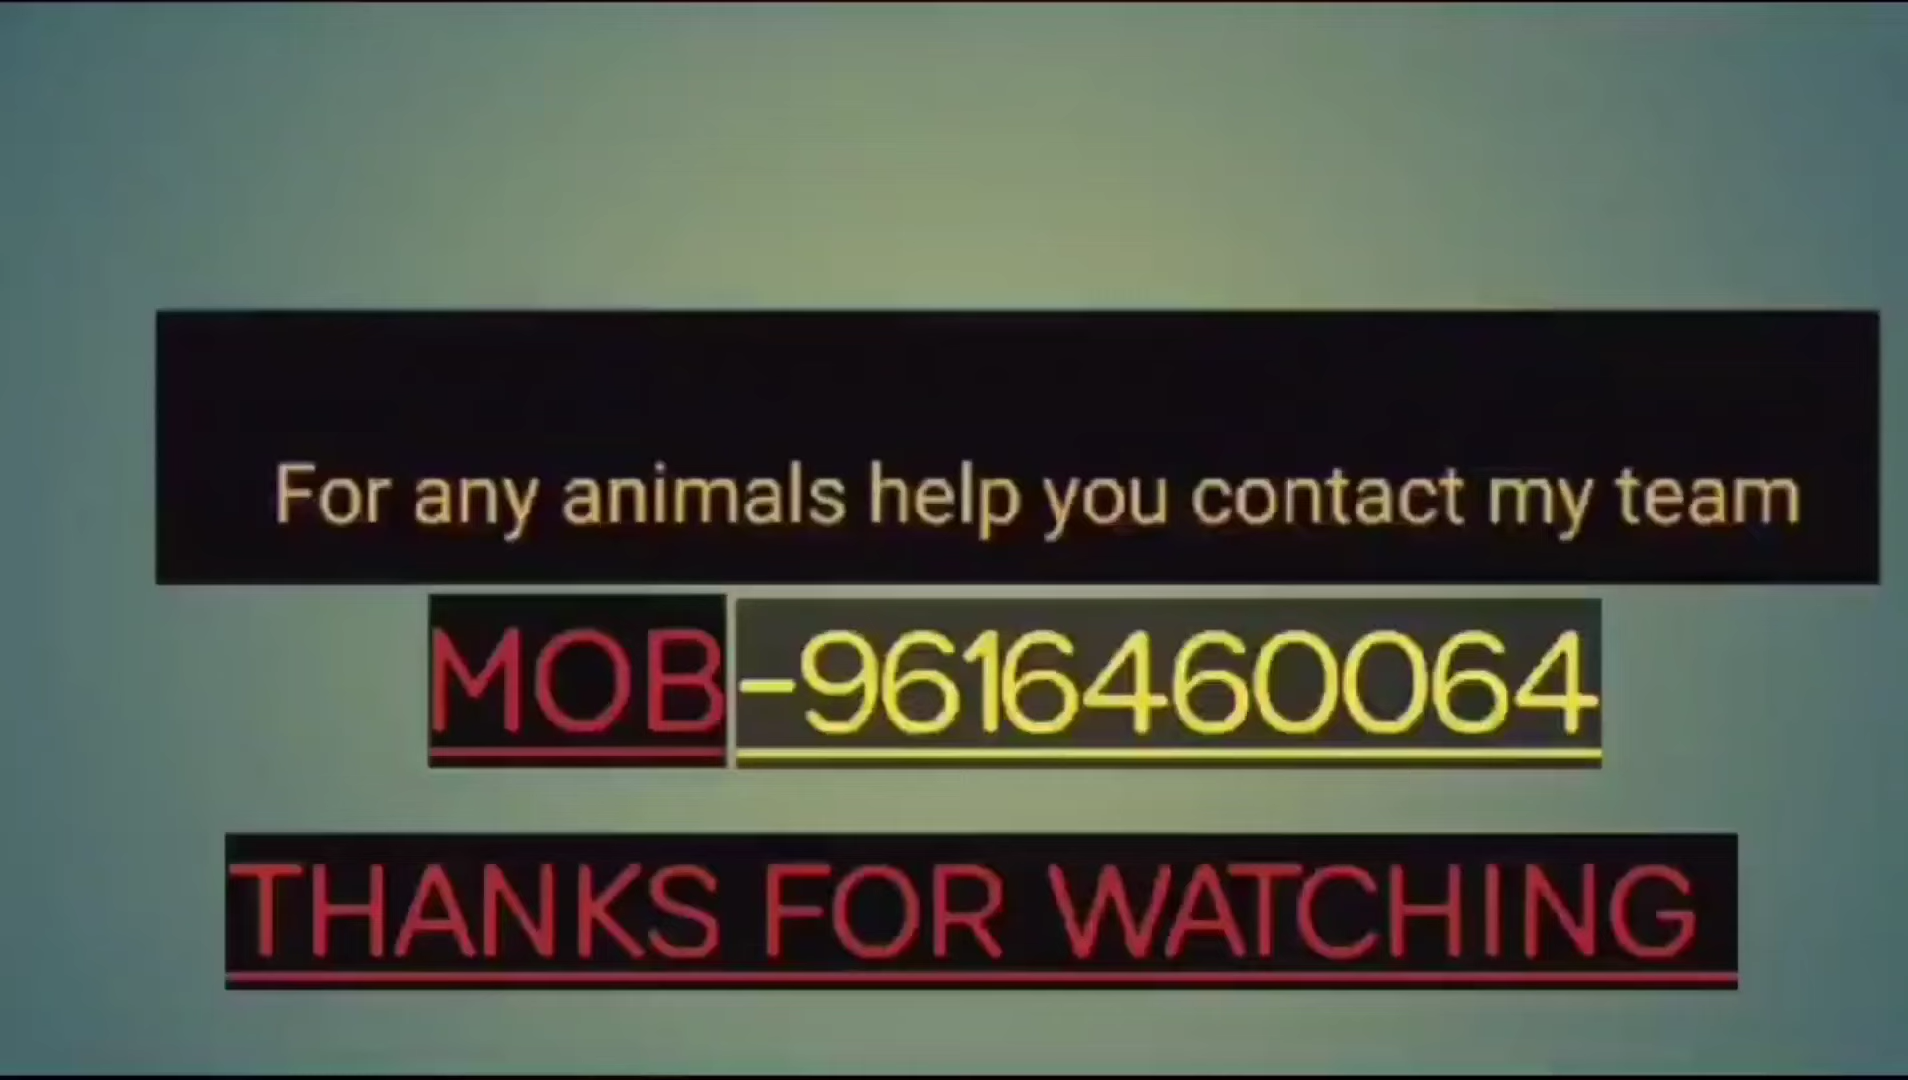 For any animals help you contact my team
MOB-9616460064
THANKS FOR WATCHING